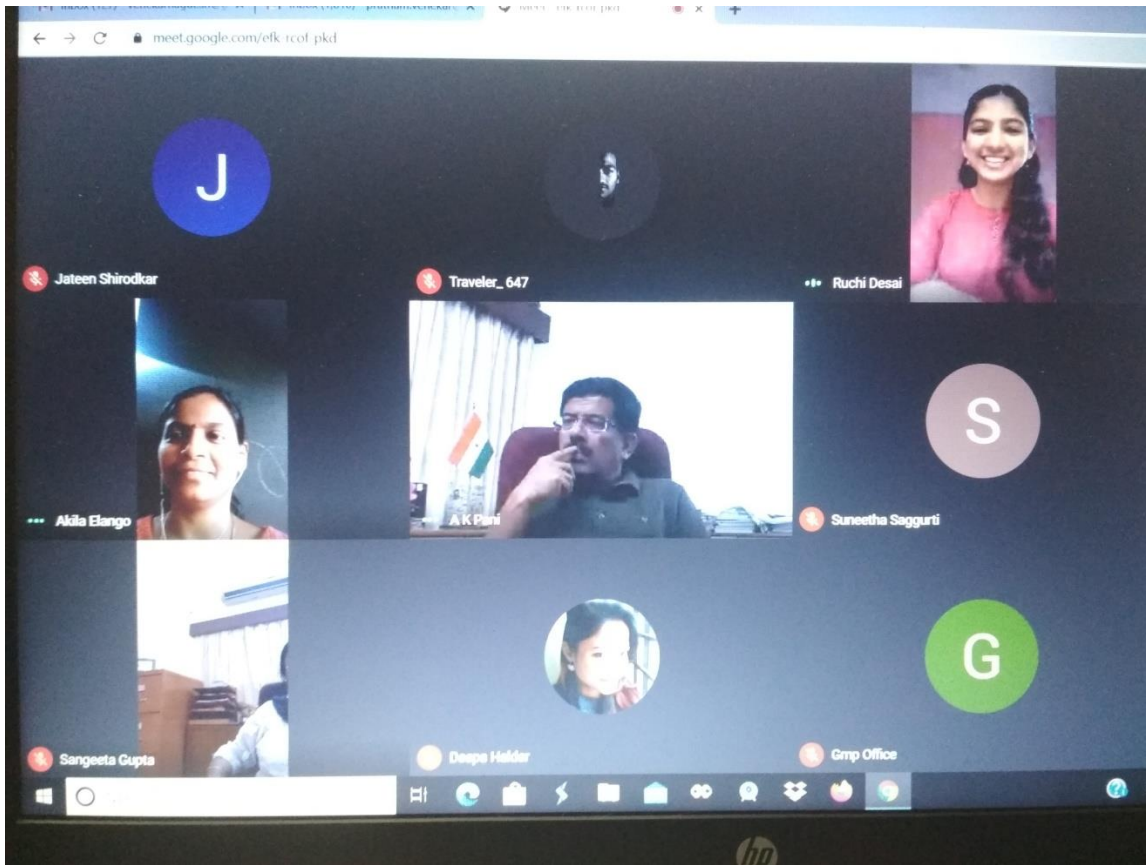 meet.google.com/efk rcof pkd
J
Jateen Shirodkar
Traveler_ 647
Ruchi Desai
Akila Elango
A K Pani
S
Suneetha Saggurti
Sangeeta Gupta
Deepa Halder
G
Gmp Office
hp